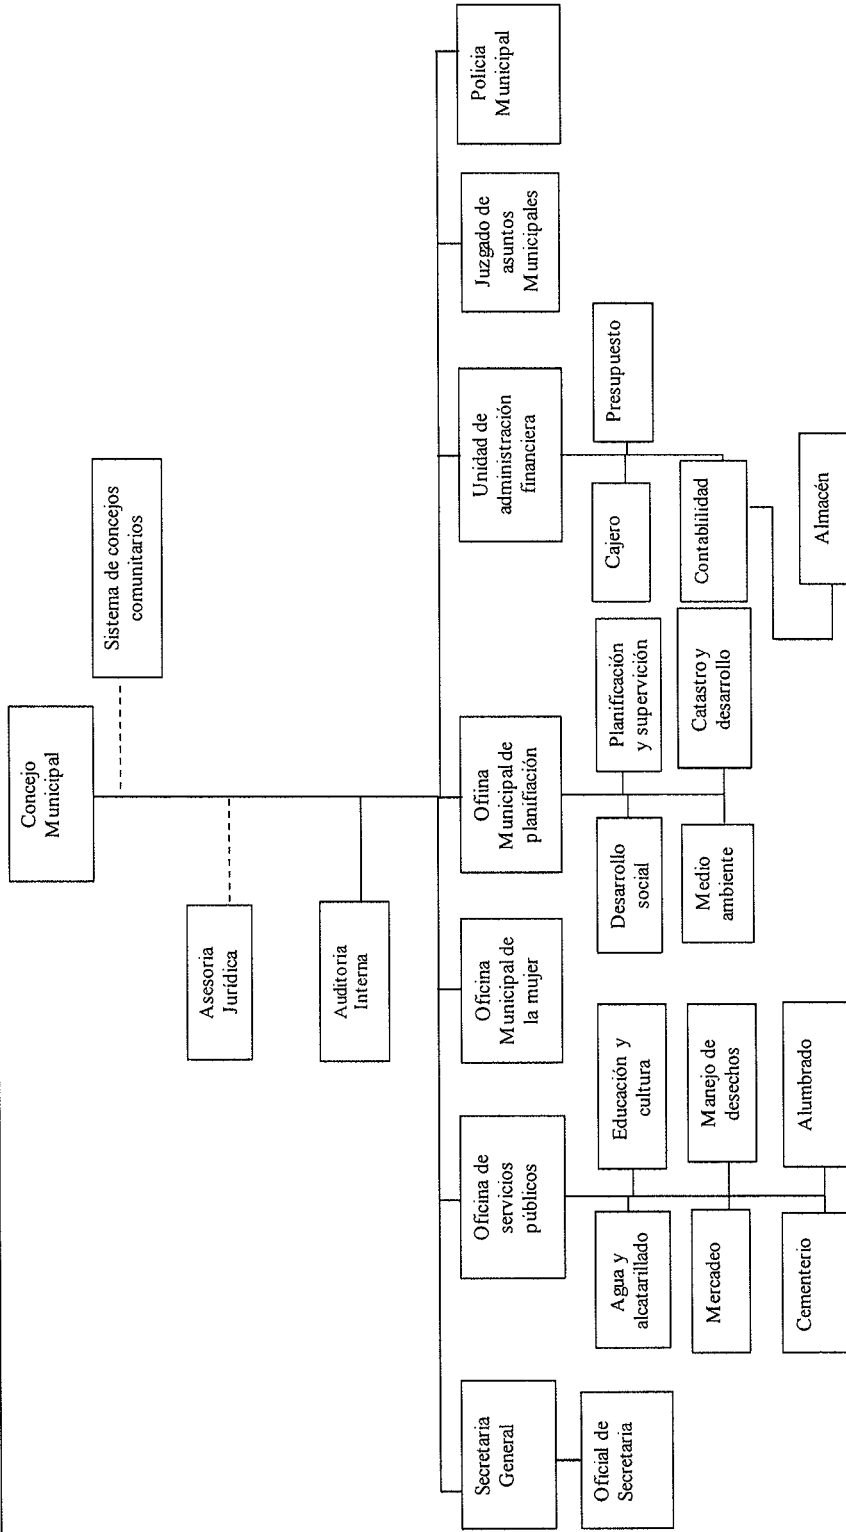 Concejo
Municipal
Sistema de concejos
comunitarios
Asesoria
Jurídica
Auditoria
Interna
Secretaria
General
Oficina de
servicios
públicos
Oficina
Municipal de
la mujer
Ofiina
Municipal de
planifiación
Unidad de
administración
financiera
Juzgado de
asuntos
Municipales
Policia
Municipal
Oficial de
Secretaria
Agua y
alcatarillado
Educación y
cultura
Mercadeo
Manejo de
desechos
Cementerio
Alumbrado
Desarrollo
social
Planificación
y supervición
Medio
ambiente
Catastro y
desarrollo
Cajero
Presupuesto
Contablilidad
Almacén